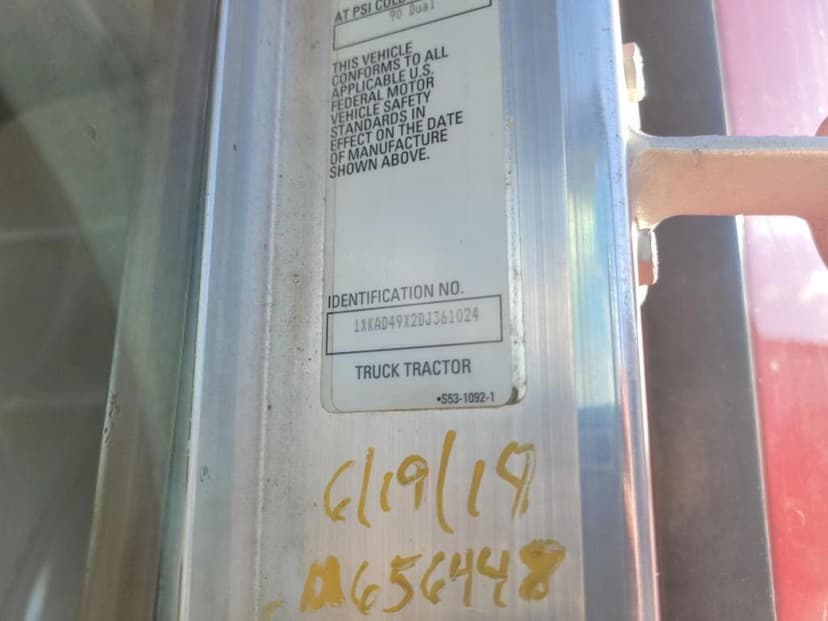 AT PSI COLD
90 Dual
THIS VEHICLE
CONFORMS TO ALL
APPLICABLE U.S.
FEDERAL MOTOR
VEHICLE SAFETY
STANDARDS IN
EFFECT ON THE DATE
OF MANUFACTURE
SHOWN ABOVE.
IDENTIFICATION NO.
1XKAD49X2DJ361024
TRUCK TRACTOR
•S53-1092-1
6/19/19
656448